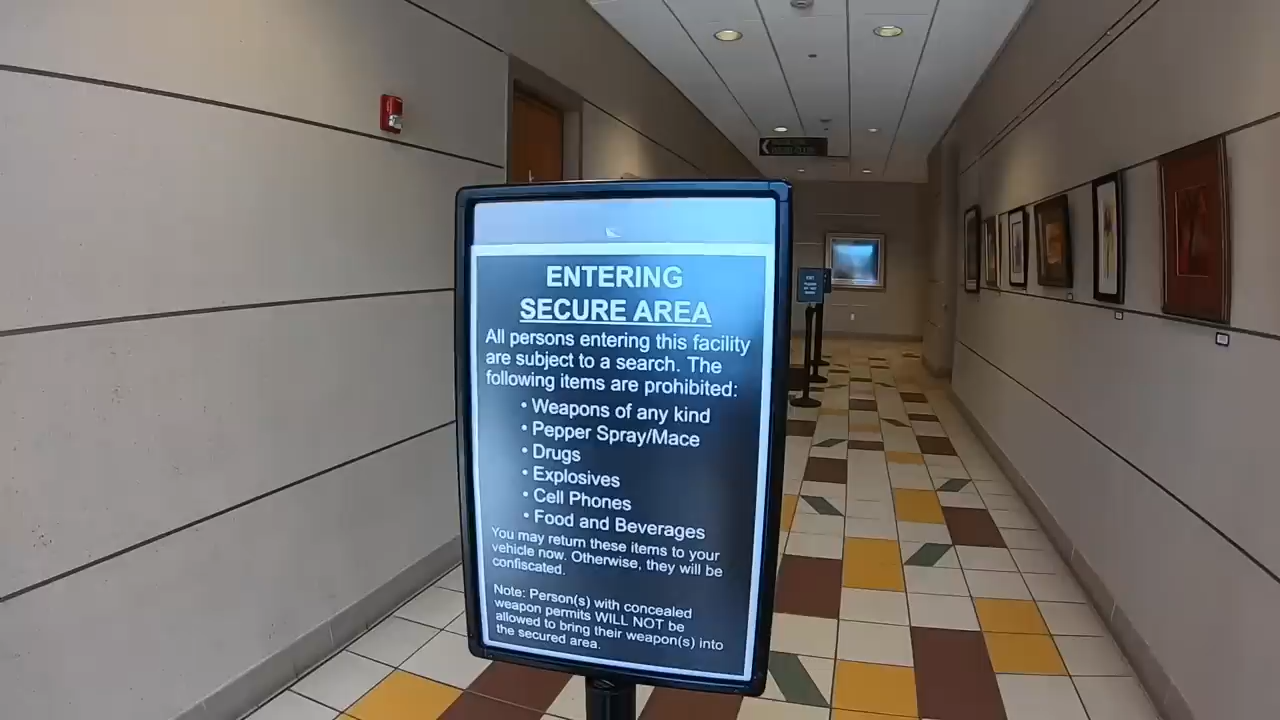 ENTERING
SECURE AREA
All persons entering this facility
are subject to a search. The
following items are prohibited:
• Weapons of any kind
• Pepper Spray/Mace
• Drugs
• Explosives
• Cell Phones
• Food and Beverages
You may return these items to your
vehicle now. Otherwise, they will be
confiscated.
Note: Person(s) with concealed
weapon permits WILL NOT be
allowed to bring their weapon(s) into
the secured area.
EXIT